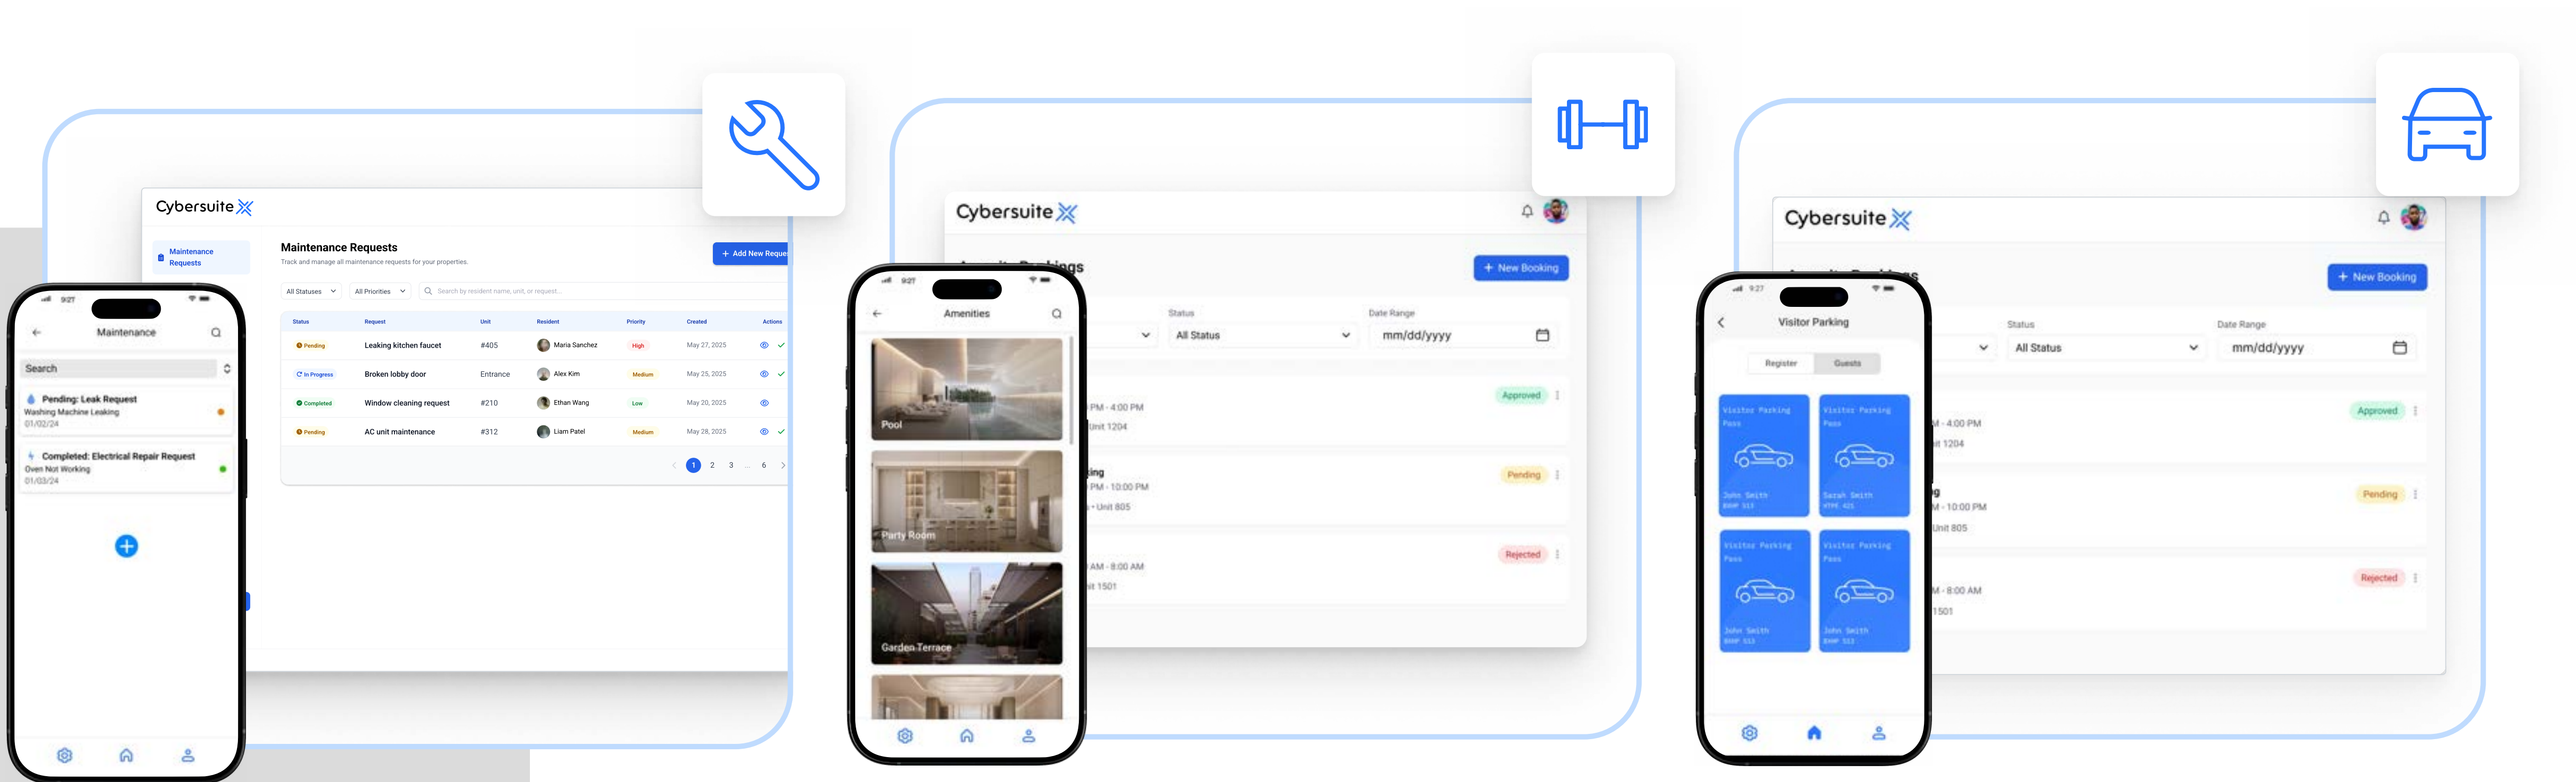 Cybersuite
Maintenance
Requests
Maintenance Requests
Track and manage all maintenance requests for your properties.
+ Add New Reques
All Statuses
All Priorities
Search by resident name, unit, or request...
Status Request Unit Resident Priority Created Actions
Pending Leaking kitchen faucet #405 Maria Sanchez High May 27, 2025
In Progress Broken lobby door Entrance Alex Kim Medium May 25, 2025
Completed Window cleaning request #210 Ethan Wang Low May 20, 2025
Pending AC unit maintenance #312 Liam Patel Medium May 28, 2025
1 2 3 ... 6
9:27
Maintenance
Search
Pending: Leak Request
Washing Machine Leaking
01/02/24
Completed: Electrical Repair Request
Oven Not Working
01/03/24
Cybersuite
+ New Booking
Status
Date Range
All Status
mm/dd/yyyy
Approved
PM - 4:00 PM
Unit 1204
Pending
PM - 10:00 PM
Unit 805
Rejected
AM - 8:00 AM
1501
9:27
Amenities
Pool
Party Room
Garden Terrace
Cybersuite
+ New Booking
Status
Date Range
All Status
mm/dd/yyyy
Approved
M - 4:00 PM
1204
Pending
M - 10:00 PM
Unit 805
Rejected
M - 8:00 AM
1501
9:27
Visitor Parking
Register
Guests
Visitor Parking
Pass
John Smith
Visitor Parking
Pass
Sarah Smith
Visitor Parking
Pass
John Smith
Visitor Parking
Pass
John Smith